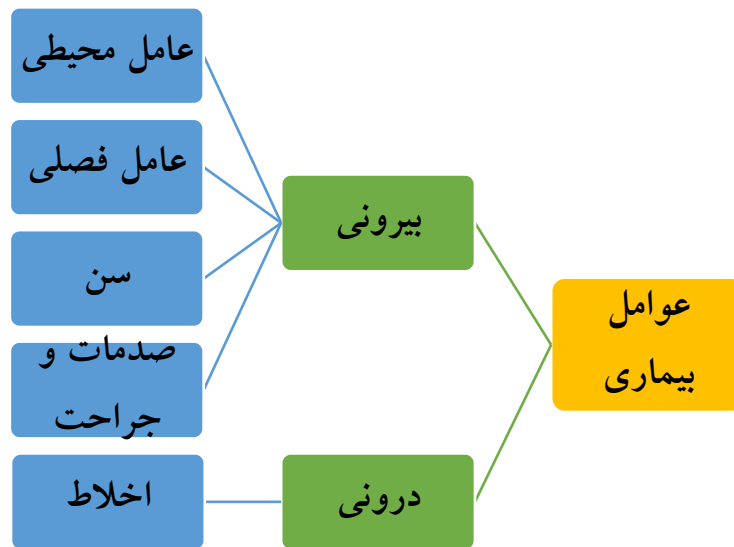 عوامل
بیماری
بیرونی
عامل محیطی
عامل فصلی
سن
صدمات و
جراحت
درونی
اخلاط